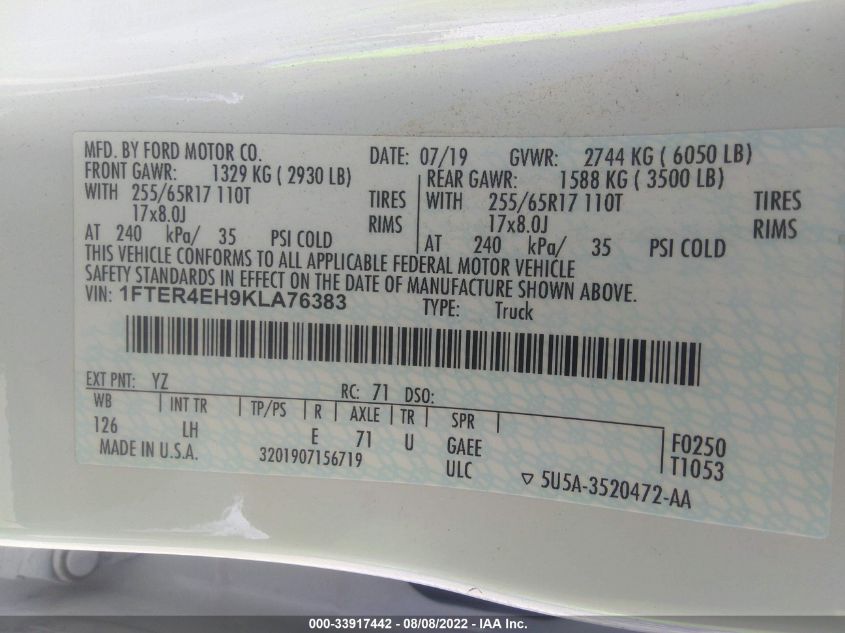 MFD. BY FORD MOTOR CO. DATE: 07/19 GVWR: 2744 KG ( 6050 LB)
FRONT GAWR: 1329 KG ( 2930 LB) REAR GAWR: 1588 KG ( 3500 LB)
WITH 255/65R17 110T TIRES WITH 255/65R17 110T TIRES
17x8.0J RIMS 17x8.0J RIMS
AT 240 kPa/ 35 PSI COLD AT 240 kPa/ 35 PSI COLD
THIS VEHICLE CONFORMS TO ALL APPLICABLE FEDERAL MOTOR VEHICLE
SAFETY STANDARDS IN EFFECT ON THE DATE OF MANUFACTURE SHOWN ABOVE.
VIN: 1FTER4EH9KLA76383 TYPE: Truck
EXT PNT: YZ RC: 71 DSO:
WB INT TR TP/PS R AXLE TR SPR
126 LH E 71 U GAEE F0250
MADE IN U.S.A. 3201907156719 ULC T1053
5U5A-3520472-AA
000-33917442 - 08/08/2022 - IAA Inc.